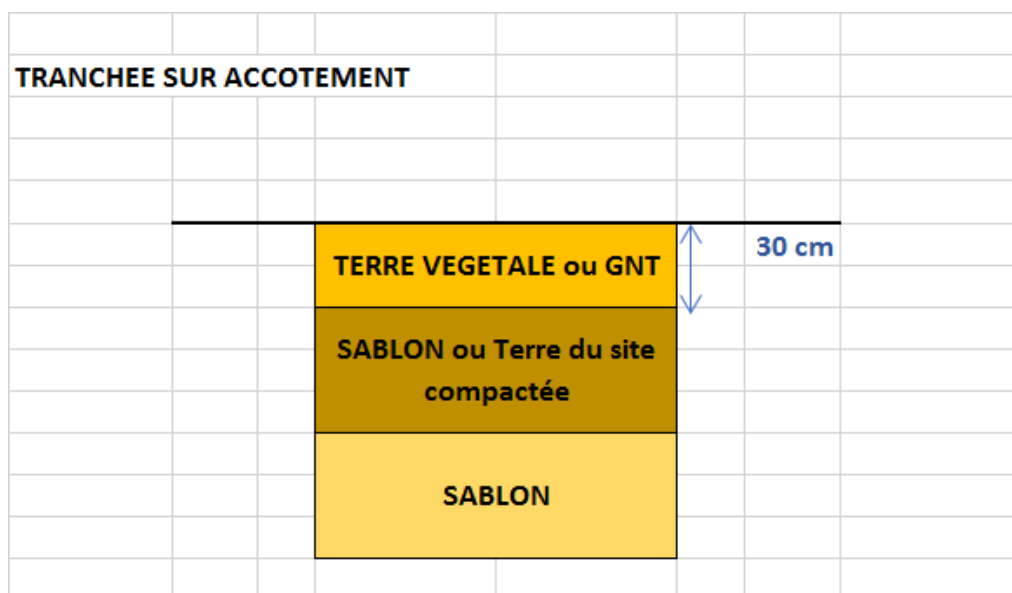 TRANCHEE SUR ACCOTEMENT
30 cm
TERRE VEGETALE ou GNT
SABLON ou Terre du site
compactée
SABLON